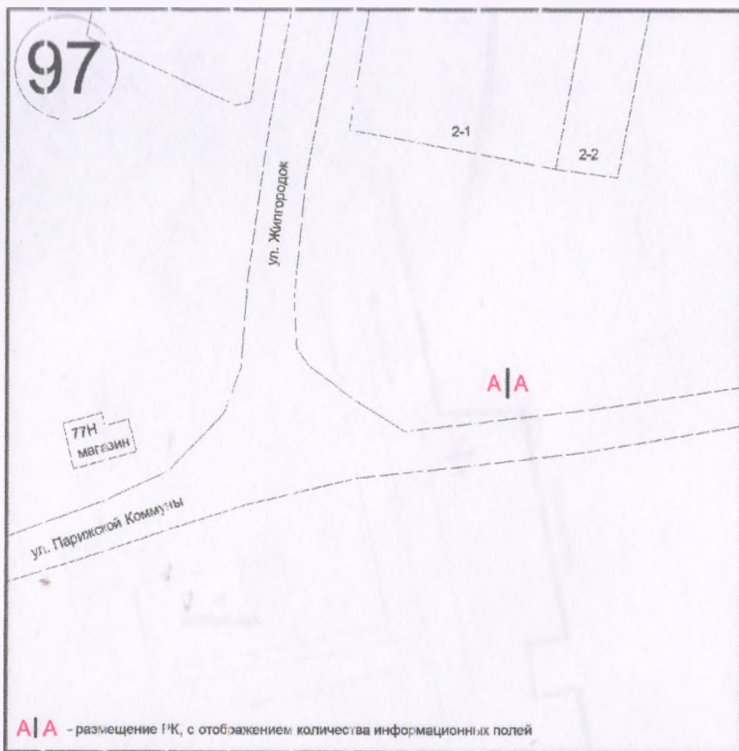 97
2-1
2-2
ул. Жилгородок
А|А
77Н
магазин
ул. Парижской Коммуны
А|А - размещение РК, с отображением количества информационных полей